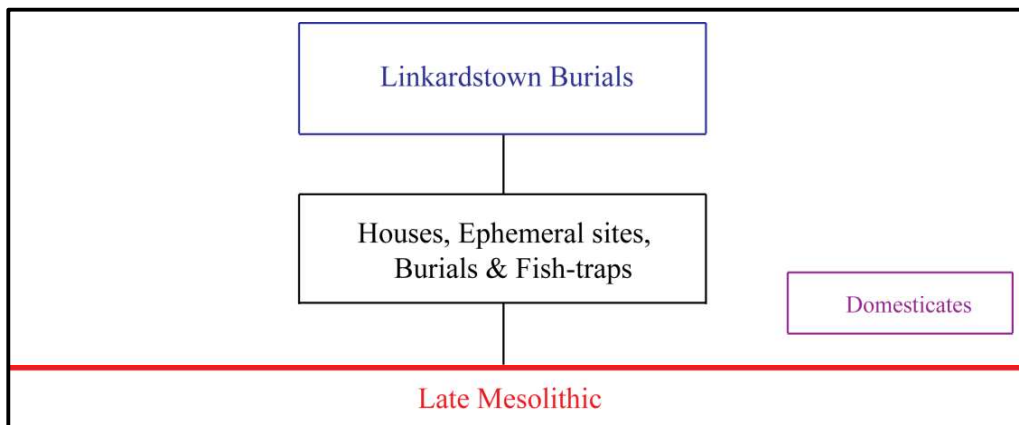 Linkardstown Burials
Houses, Ephemeral sites,
Burials & Fish-traps
Domesticates
Late Mesolithic